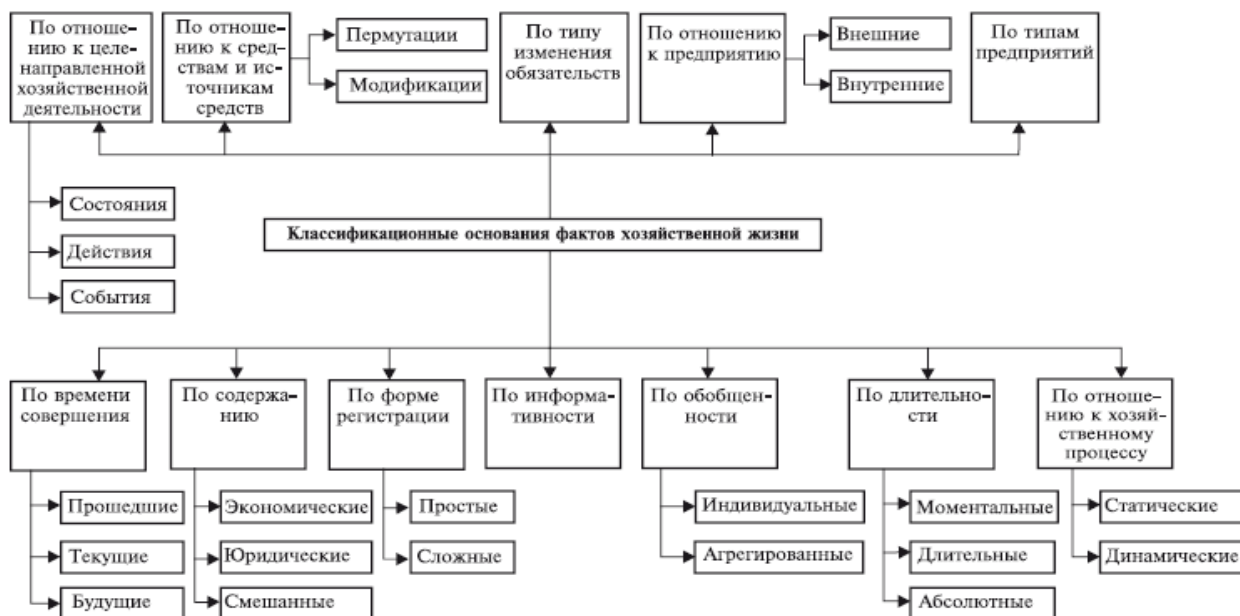 По отноше-
нию к целе-
направленной
хозяйственной
деятельности
По отноше-
нию к сред-
ствам и ис-
точникам
средств
Пермутации
Модификации
По типу
изменения
обязательств
По отношению
к предприятию
Внешние
Внутренние
По типам
предприятий
Состояния
Действия
События
Классификационные основания фактов хозяйственной жизни
По времени
совершения
Прошедшие
Текущие
Будущие
По содержа-
нию
Экономические
Юридические
Смешанные
По форме
регистрации
Простые
Сложные
По информа-
тивности
По обобщен-
ности
Индивидуальные
Агрегированные
По длительно-
сти
Моментальные
Длительные
Абсолютные
По отноше-
нию к хозяй-
ственному
процессу
Статические
Динамические